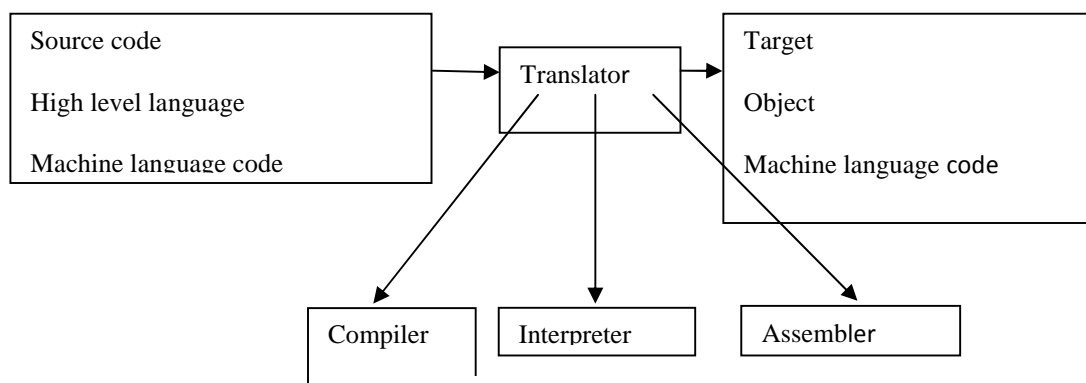 Source code
High level language
Machine language code
Translator
Target
Object
Machine language code
Compiler
Interpreter
Assembler